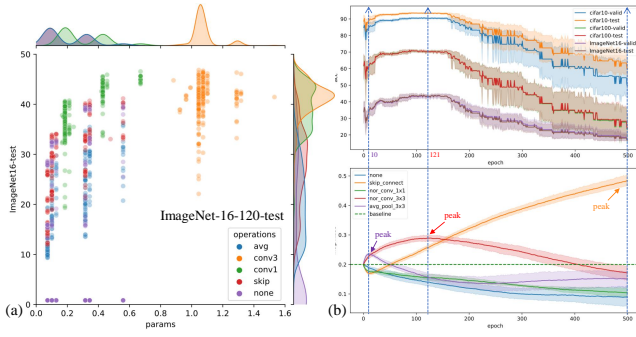 50
40
30
20
10
0
ImageNet16-test
0.0 0.2 0.4 0.6 0.8 1.0 1.2 1.4 1.6
params
ImageNet-16-120-test
operations
avg
conv3
conv1
skip
none
(a)
90
80
70
60
50
40
30
20
cifar10-valid
cifar10-test
cifar100-valid
cifar100-test
ImageNet16-valid
ImageNet16-test
0 10 100 121 200 300 400 500
epoch
0.5
0.4
0.3
0.2
0.1
none
skip_connect
nor_conv_1x1
nor_conv_3x3
avg_pool_3x3
baseline
peak
peak
peak
0 100 200 300 400 500
epoch
(b)